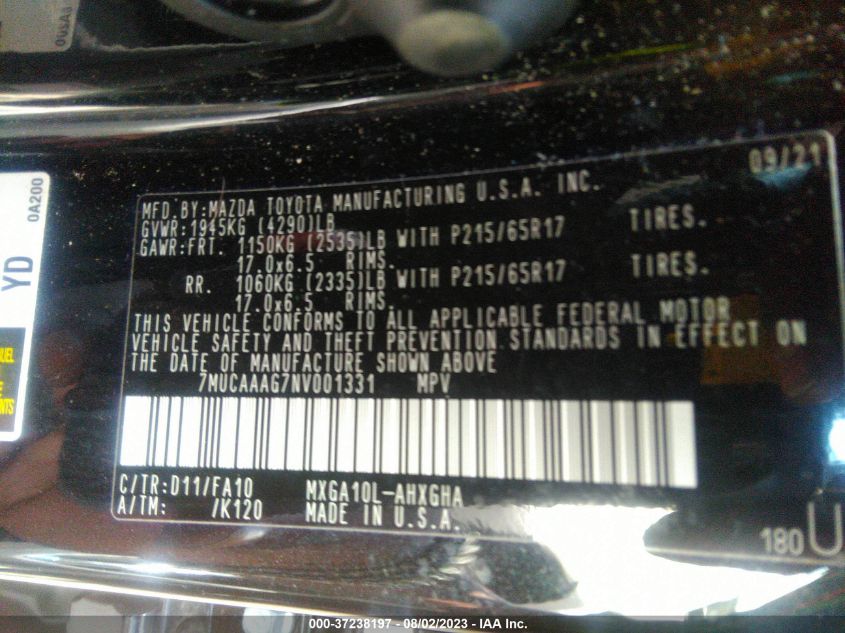 0A200
YD
09/21
MFD.BY:MAZDA TOYOTA MANUFACTURING U.S.A. INC.
GVWR:1945KG (4290)LB
GAWR:FRT. 1150KG (2535)LB WITH P215/65R17 TIRES.
17.0x6.5 RIMS.
RR. 1060KG (2335)LB WITH P215/65R17 TIRES.
17.0x6.5 RIMS.
THIS VEHICLE CONFORMS TO ALL APPLICABLE FEDERAL MOTOR
VEHICLE SAFETY AND THEFT PREVENTION STANDARDS IN EFFECT ON
THE DATE OF MANUFACTURE SHOWN ABOVE
7MUCAAAG7NV001331 MPV
C/TR:D11/FA10 MXGA10L-AHXGHA
A/TM: /K120 MADE IN U.S.A.
180 U
000-37238197 - 08/02/2023 - IAA Inc.